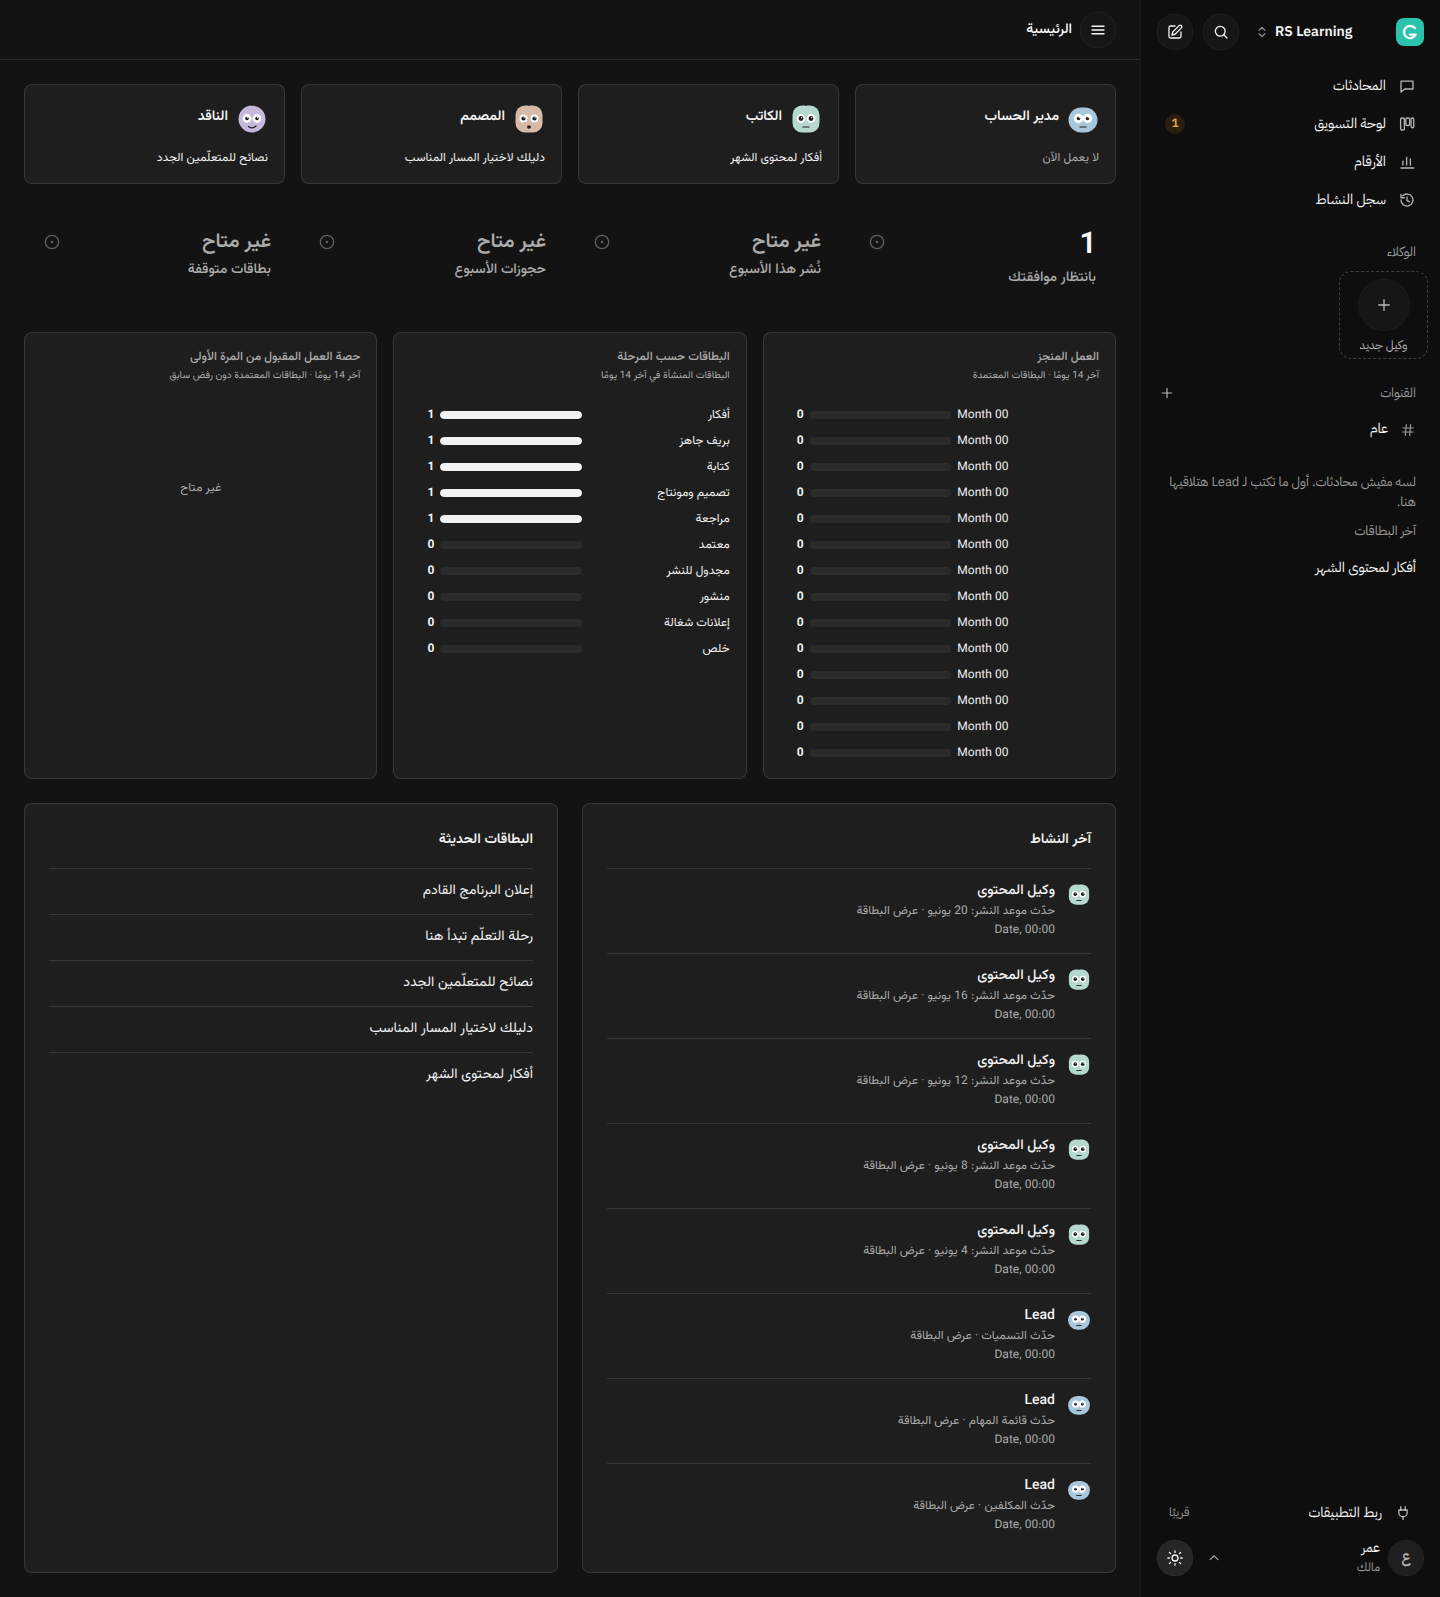 RS Learning
المحادثات
لوحة التسويق
1
الأرقام
سجل النشاط
الوكلاء
وكيل جديد
القنوات
عام
لسه مفيش محادثات. أول ما تكتب لـ Lead هتلاقيها
هنا.
آخر البطاقات
أفكار لمحتوى الشهر
ربط التطبيقات
قريبًا
ع
عمر
مالك
الرئيسية
مدير الحساب
لا يعمل الآن
الكاتب
أفكار لمحتوى الشهر
المصمم
دليلك لاختيار المسار المناسب
الناقد
نصائح للمتعلّمين الجدد
1
بانتظار موافقتك
غير متاح
نُشر هذا الأسبوع
غير متاح
حجوزات الأسبوع
غير متاح
بطاقات متوقفة
العمل المنجز
آخر 14 يومًا · البطاقات المعتمدة
Month 00 0
Month 00 0
Month 00 0
Month 00 0
Month 00 0
Month 00 0
Month 00 0
Month 00 0
Month 00 0
Month 00 0
Month 00 0
Month 00 0
Month 00 0
Month 00 0
البطاقات حسب المرحلة
البطاقات المنشأة في آخر 14 يومًا
أفكار 1
بريف جاهز 1
كتابة 1
تصميم ومونتاج 1
مراجعة 1
معتمد 0
مجدول للنشر 0
منشور 0
إعلانات شغالة 0
خلص 0
حصة العمل المقبول من المرة الأولى
آخر 14 يومًا · البطاقات المعتمدة دون رفض سابق
غير متاح
آخر النشاط
وكيل المحتوى
حدّث موعد النشر: 20 يونيو · عرض البطاقة
Date, 00:00
وكيل المحتوى
حدّث موعد النشر: 16 يونيو · عرض البطاقة
Date, 00:00
وكيل المحتوى
حدّث موعد النشر: 12 يونيو · عرض البطاقة
Date, 00:00
وكيل المحتوى
حدّث موعد النشر: 8 يونيو · عرض البطاقة
Date, 00:00
وكيل المحتوى
حدّث موعد النشر: 4 يونيو · عرض البطاقة
Date, 00:00
Lead
حدّث التسميات · عرض البطاقة
Date, 00:00
Lead
حدّث قائمة المهام · عرض البطاقة
Date, 00:00
Lead
حدّث المكلفين · عرض البطاقة
Date, 00:00
البطاقات الحديثة
إعلان البرنامج القادم
رحلة التعلّم تبدأ هنا
نصائح للمتعلّمين الجدد
دليلك لاختيار المسار المناسب
أفكار لمحتوى الشهر